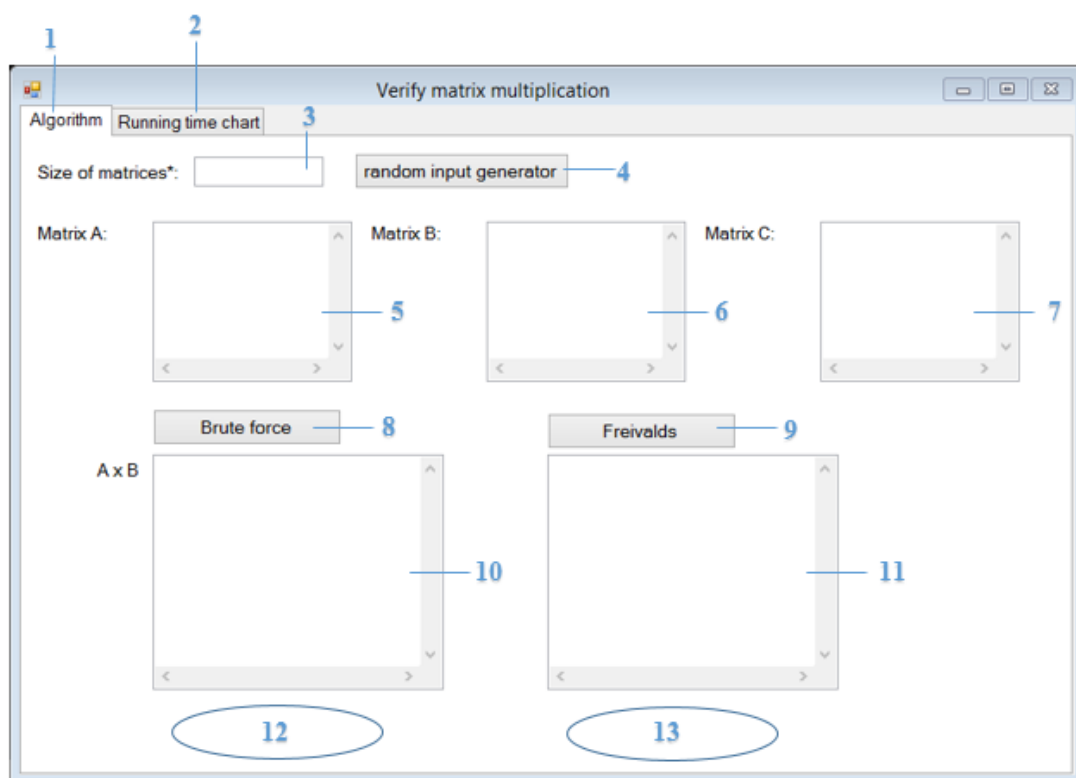 1
2
Verify matrix multiplication
Algorithm
Running time chart
3
Size of matrices*:
random input generator
4
Matrix A:
5
Matrix B:
6
Matrix C:
7
Brute force
8
Freivalds
9
A x B
10
11
12
13